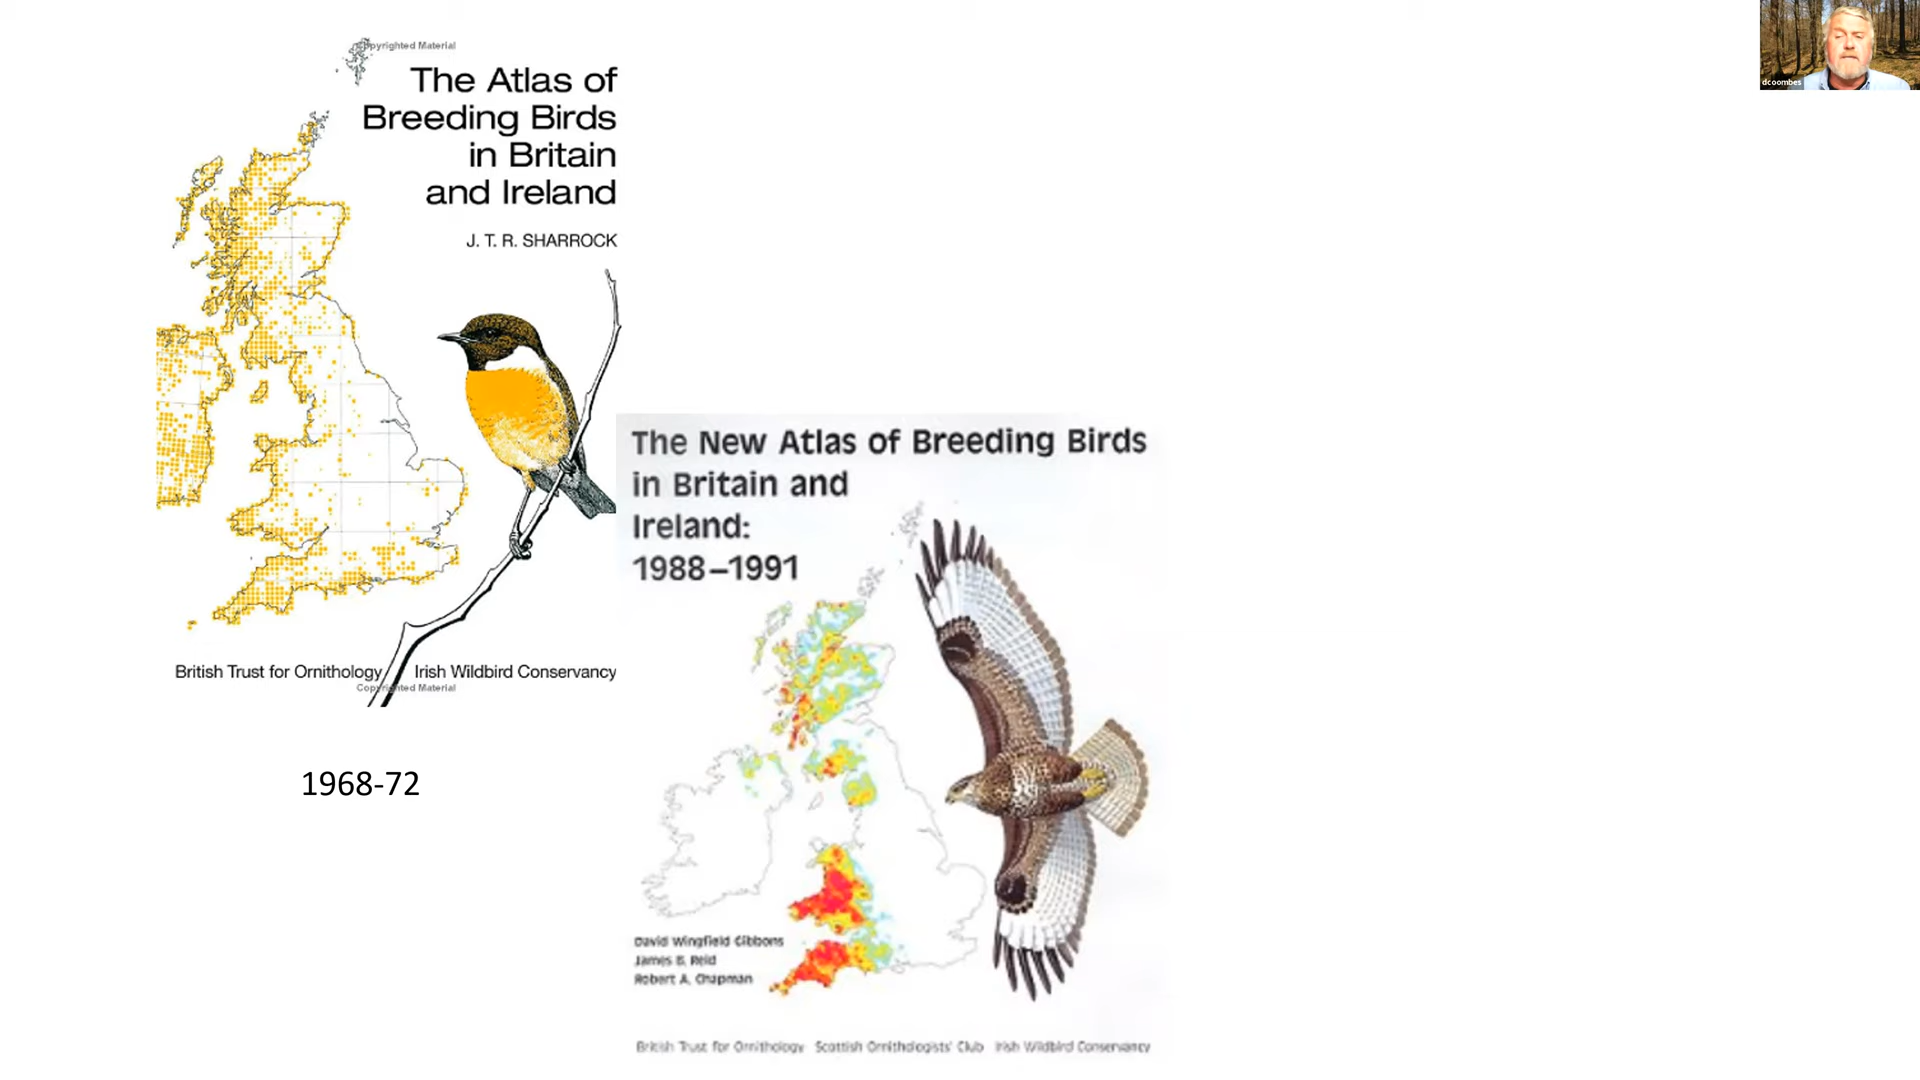 Copyrighted Material
The Atlas of
Breeding Birds
in Britain
and Ireland
J. T. R. SHARROCK
British Trust for Ornithology Irish Wildbird Conservancy
Copyrighted Material
1968-72
The New Atlas of Breeding Birds
in Britain and
Ireland:
1988–1991
David Wingfield Gibbons
James B. Reid
Robert A. Chapman
British Trust for Ornithology Scottish Ornithologists' Club Irish Wildbird Conservancy
dcoombes